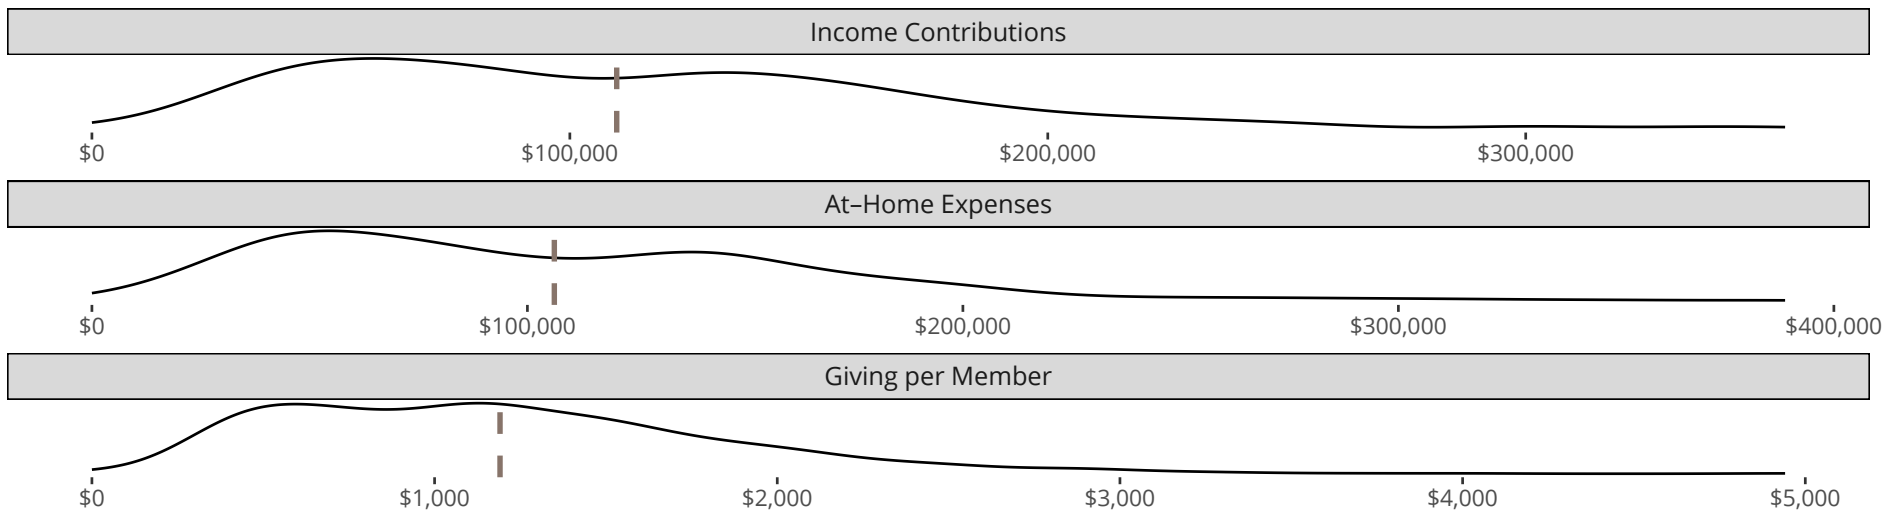 Income Contributions
$0 $100,000 $200,000 $300,000
At–Home Expenses
$0 $100,000 $200,000 $300,000 $400,000
Giving per Member
$0 $1,000 $2,000 $3,000 $4,000 $5,000